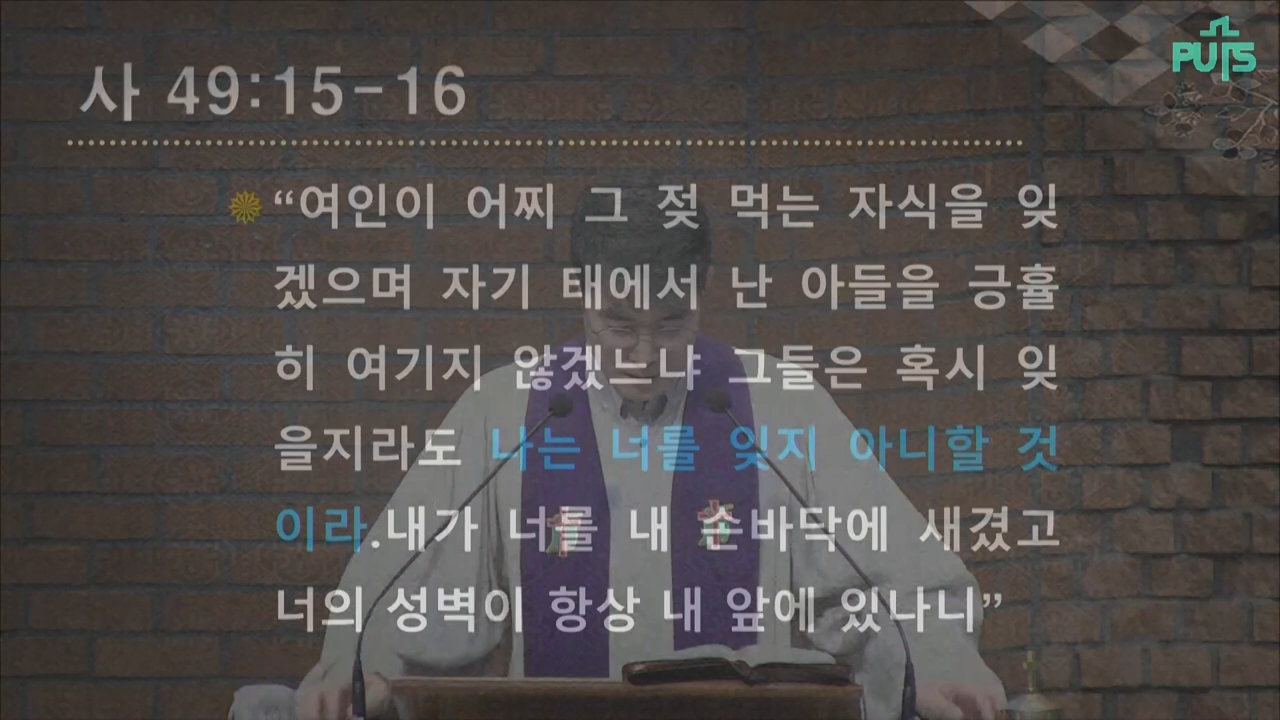 PUTS
사 49:15-16
“여인이 어찌 그 젖 먹는 자식을 잊
겠으며 자기 태에서 난 아들을 긍휼
히 여기지 않겠느냐 그들은 혹시 잊
을지라도 나는 너를 잊지 아니할 것
이라.내가 너를 내 손바닥에 새겼고
너의 성벽이 항상 내 앞에 있나니”